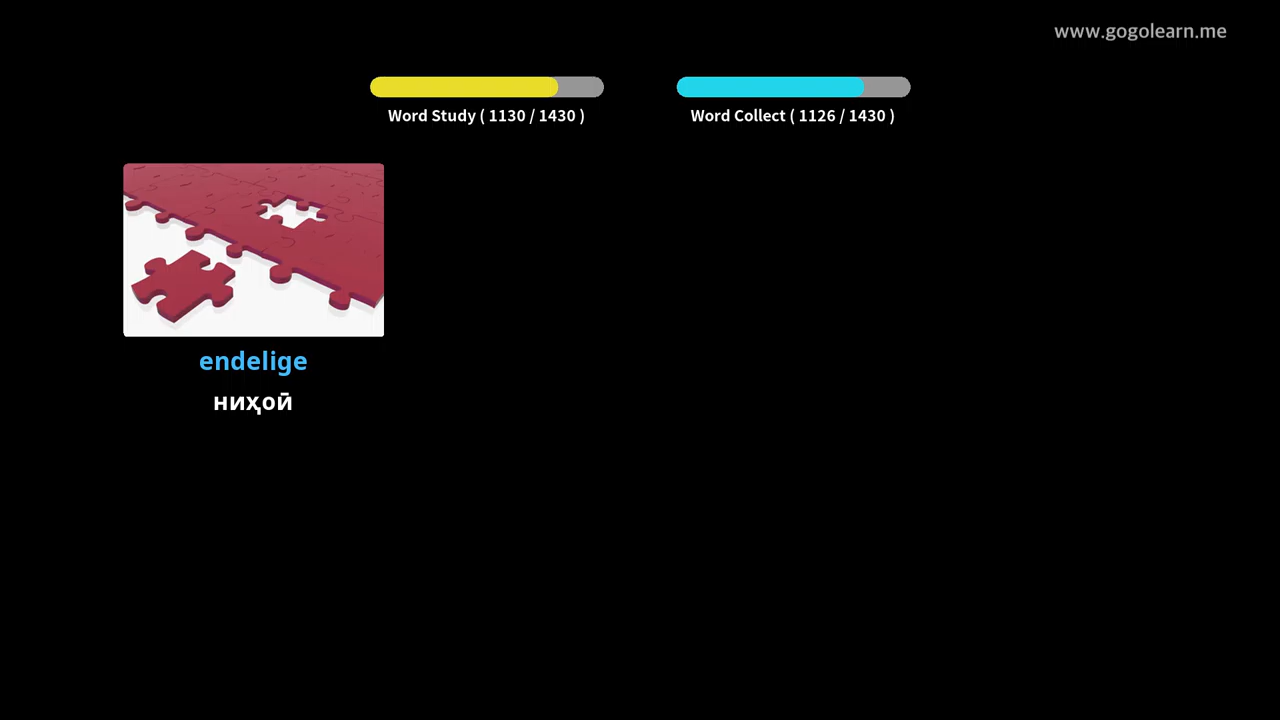 www.gogolearn.me
Word Study ( 1130 / 1430 )
Word Collect ( 1126 / 1430 )
endelige
ниҳоӣ